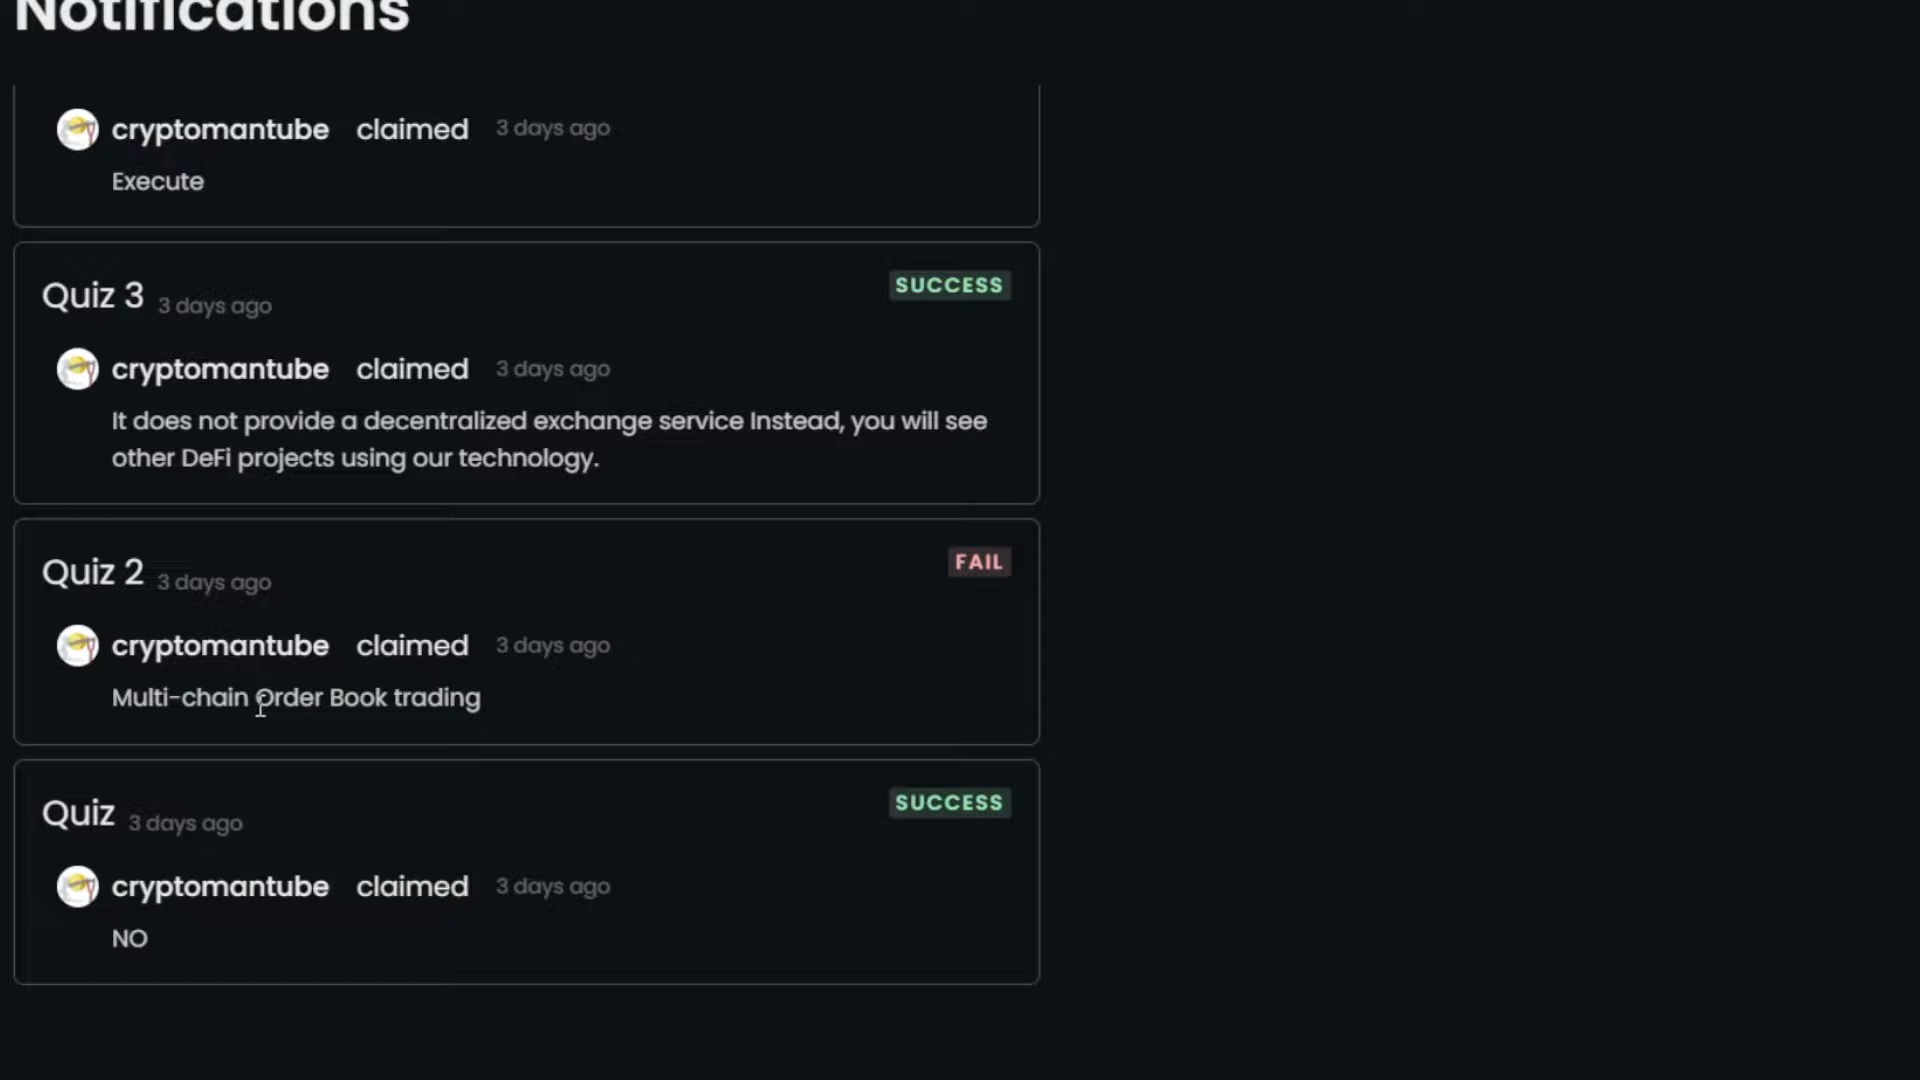 Notifications
cryptomantube claimed 3 days ago
Execute
Quiz 3 3 days ago SUCCESS
cryptomantube claimed 3 days ago
It does not provide a decentralized exchange service Instead, you will see
other DeFi projects using our technology.
Quiz 2 3 days ago FAIL
cryptomantube claimed 3 days ago
Multi-chain Order Book trading
Quiz 3 days ago SUCCESS
cryptomantube claimed 3 days ago
NO